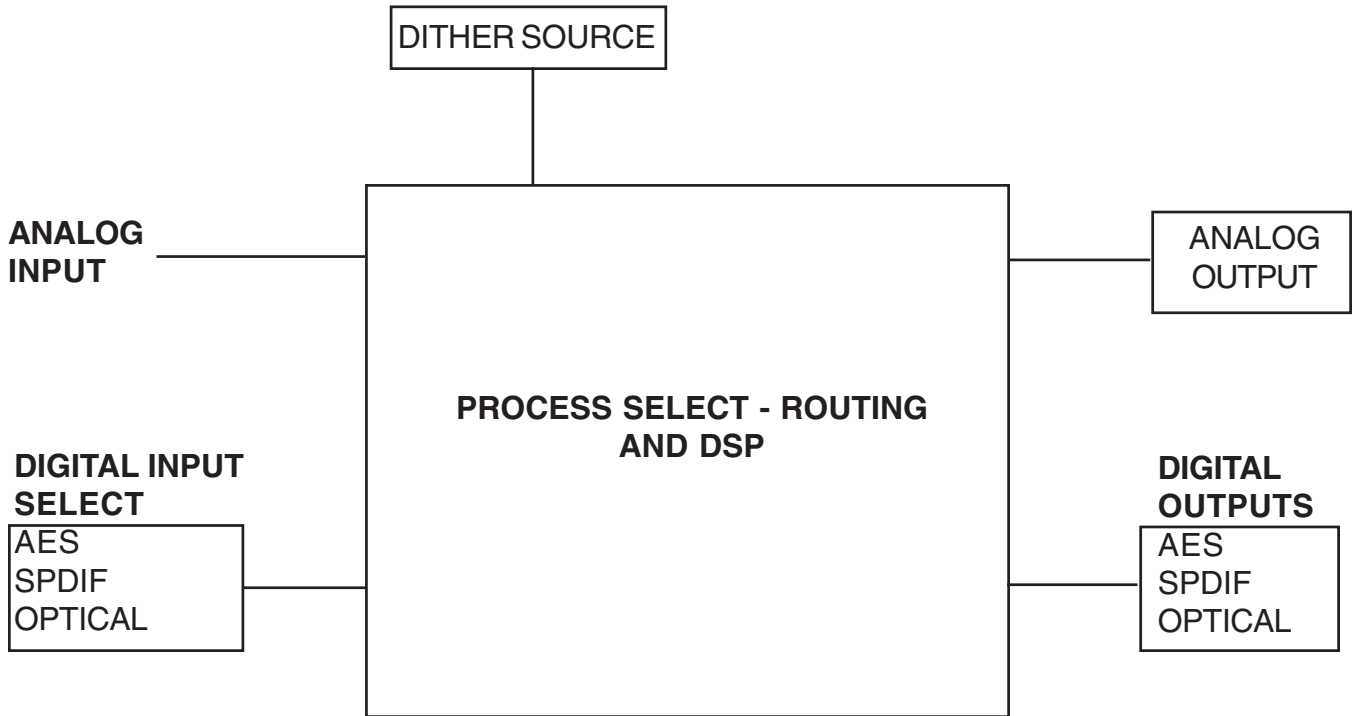 DITHER SOURCE
ANALOG
INPUT
ANALOG
OUTPUT
PROCESS SELECT - ROUTING
AND DSP
DIGITAL INPUT
SELECT
AES
SPDIF
OPTICAL
DIGITAL
OUTPUTS
AES
SPDIF
OPTICAL